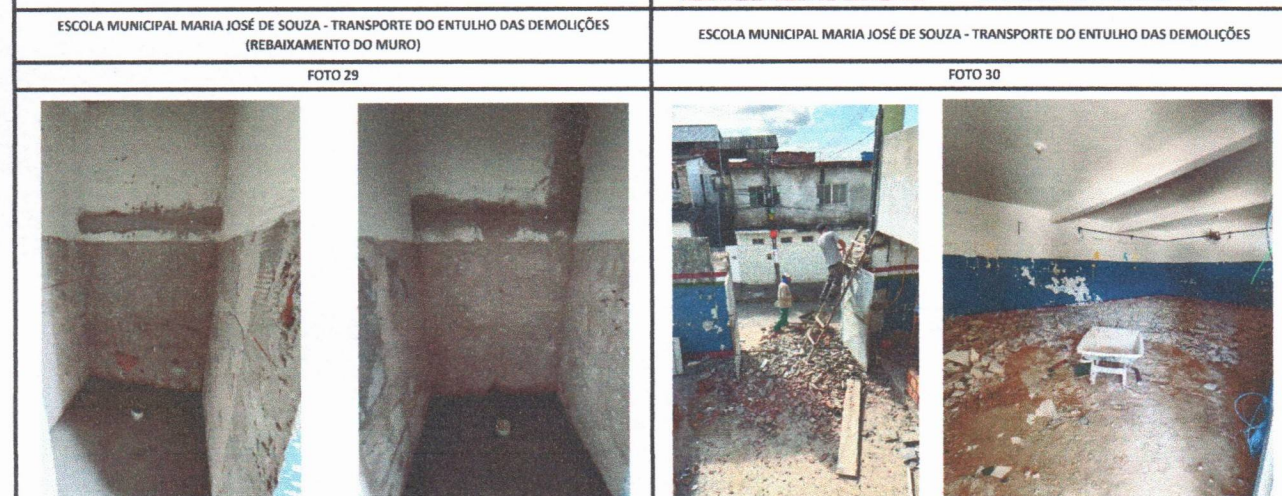 ESCOLA MUNICIPAL MARIA JOSÉ DE SOUZA - TRANSPORTE DO ENTULHO DAS DEMOLIÇÕES
(REBAIXAMENTO DO MURO)
ESCOLA MUNICIPAL MARIA JOSÉ DE SOUZA - TRANSPORTE DO ENTULHO DAS DEMOLIÇÕES
FOTO 29
FOTO 30